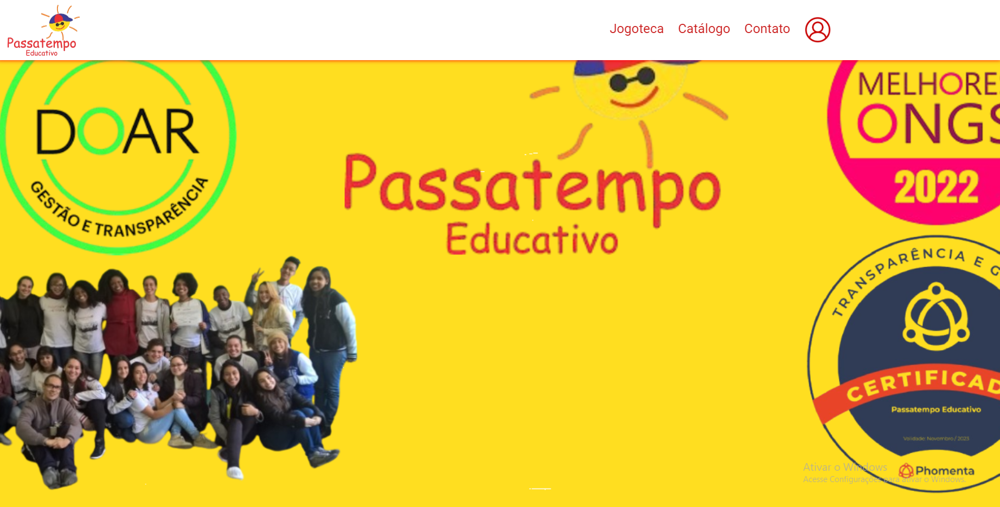 Passatempo
Educativo
Jogoteca
Catálogo
Contato
DOAR
GESTÃO E TRANSPARÊNCIA
Passatempo
Educativo
MELHORES
ONGS
2022
TRANSPARÊNCIA E G
CERTIFICAD
Passatempo Educativo
Validade: Novembro / 2023
Phomenta
Ativar o Windows
Acesse Configurações para ativar o Windows.